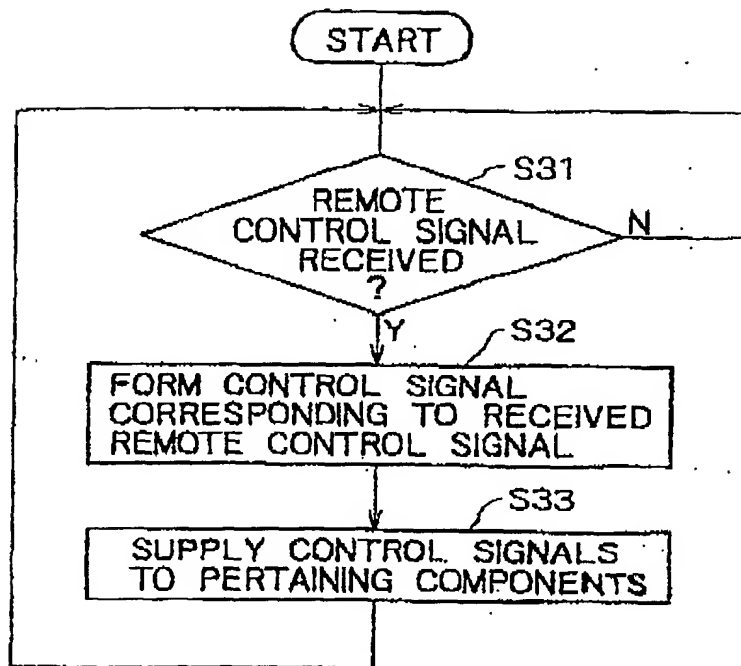 START
S31
REMOTE
CONTROL SIGNAL
RECEIVED
?
N
Y
S32
FORM CONTROL SIGNAL
CORRESPONDING TO RECEIVED
REMOTE CONTROL SIGNAL
S33
SUPPLY CONTROL SIGNALS
TO PERTAINING COMPONENTS